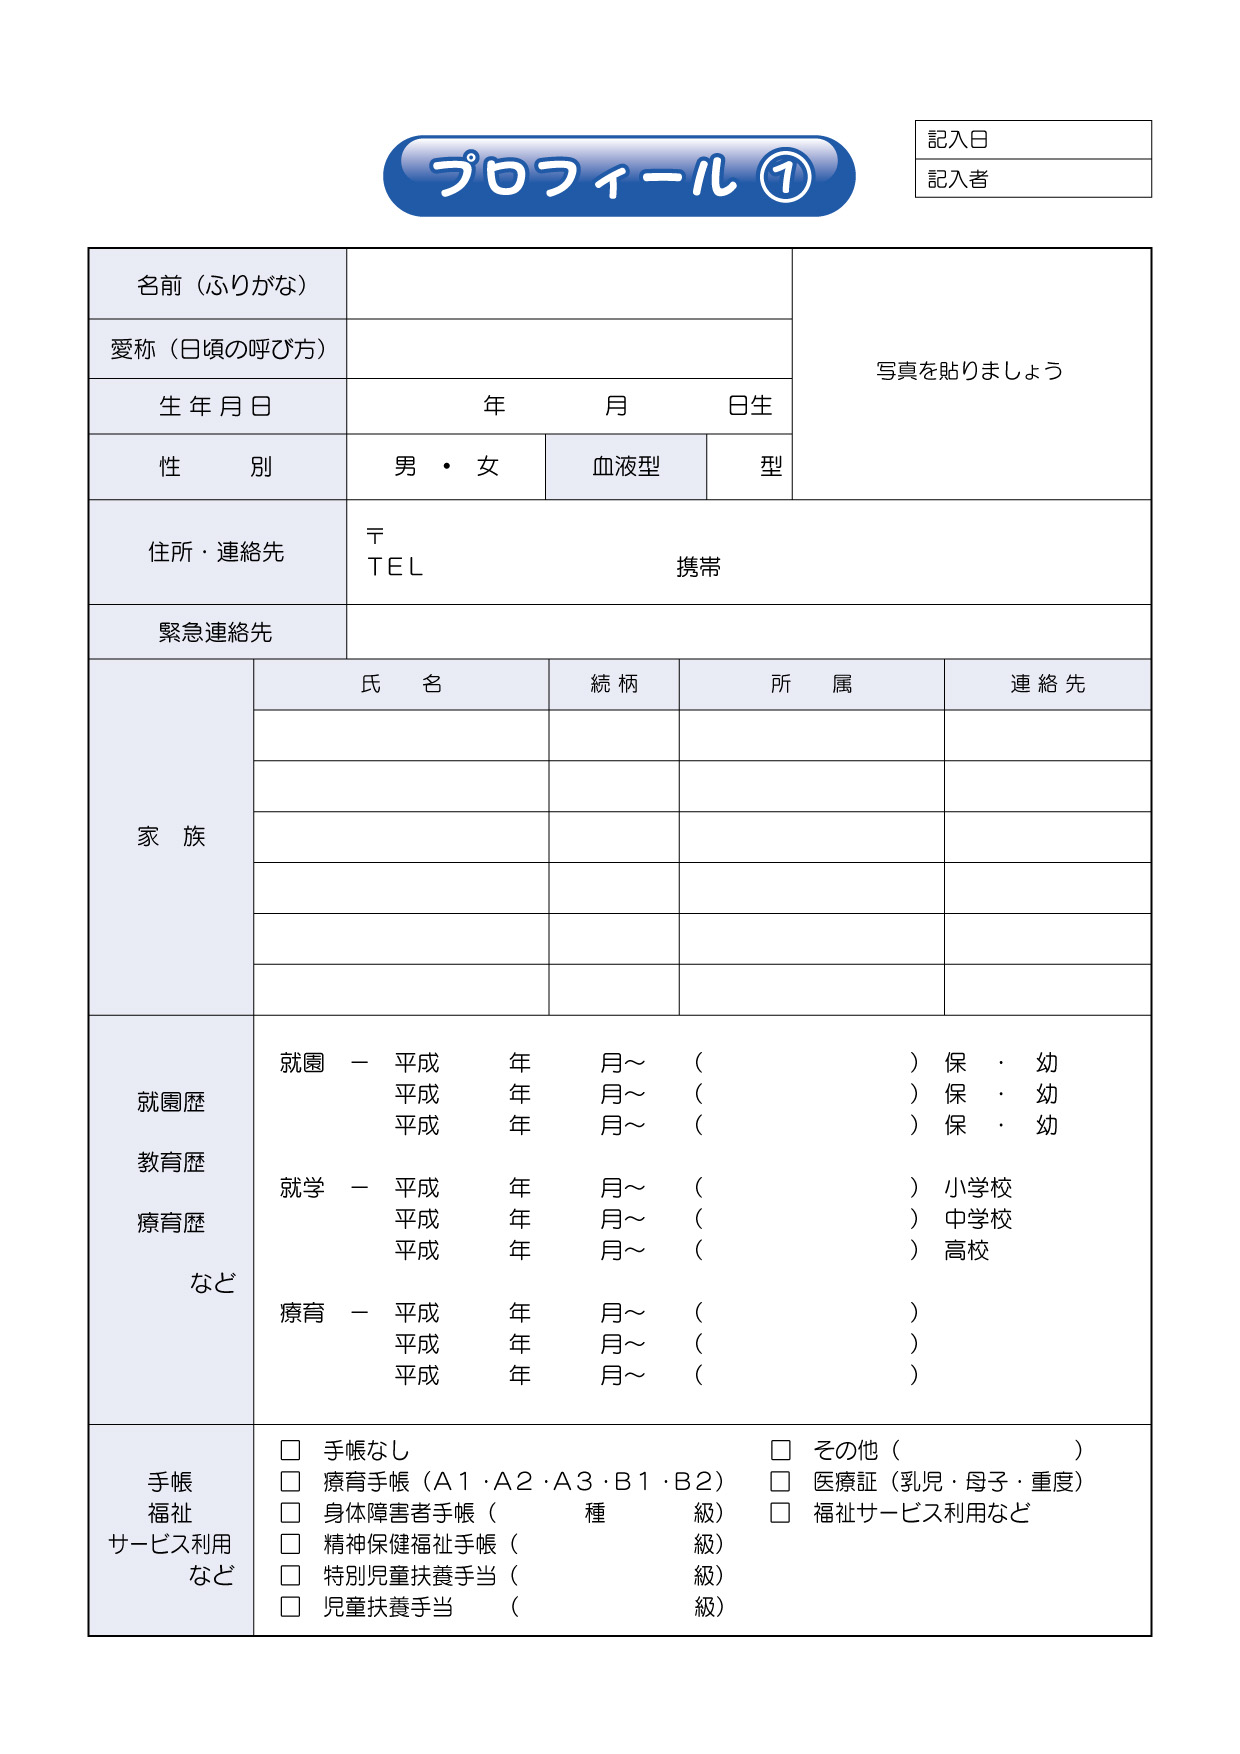 プロフィール ①
記入日
記入者
名前（ふりがな）
愛称（日頃の呼び方）
写真を貼りましょう
生年月日 年 月 日生
性 別 男 ・ 女 血液型 型
住所・連絡先
〒
TEL 携帯
緊急連絡先
家 族
氏 名 続柄 所 属 連絡先
就園歴
教育歴
療育歴
など
就園 － 平成 年 月～ （ ） 保 ・ 幼
平成 年 月～ （ ） 保 ・ 幼
平成 年 月～ （ ） 保 ・ 幼
就学 － 平成 年 月～ （ ） 小学校
平成 年 月～ （ ） 中学校
平成 年 月～ （ ） 高校
療育 － 平成 年 月～ （ ）
平成 年 月～ （ ）
平成 年 月～ （ ）
手帳
福祉
サービス利用
など
□ 手帳なし
□ 療育手帳（A1・A2・A3・B1・B2）
□ 身体障害者手帳（ 種 級）
□ 精神保健福祉手帳（ 級）
□ 特別児童扶養手当（ 級）
□ 児童扶養手当 （ 級）
□ その他（ ）
□ 医療証（乳児・母子・重度）
□ 福祉サービス利用など